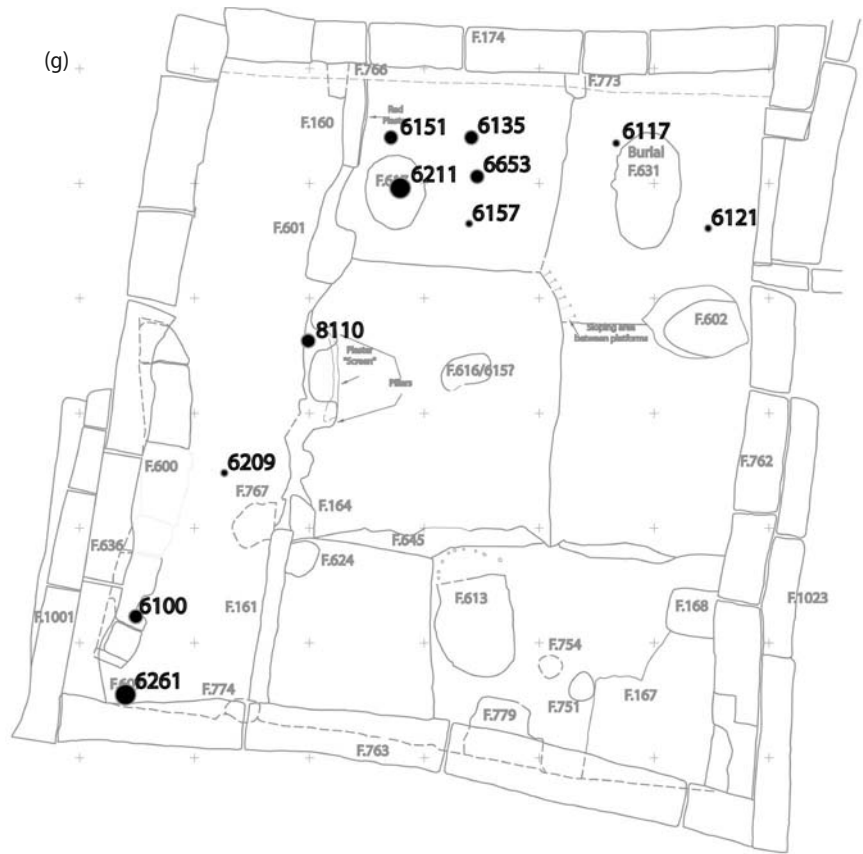 (g)
F.174
F.766
F.773
F.160
Red
6151
6135
6117
Burial
F.631
6211
6653
6157
6121
F.601
F.602
8110
Sloping area
between platforms
Plaster
"Screen"
Pillars
F.616/615?
6209
F.600
F.767
F.762
F.164
F.645
F.636
F.624
F.613
F.161
F.168
F.1001
6100
F.1023
F.754
6261
F.774
F.751
F.167
F.779
F.763